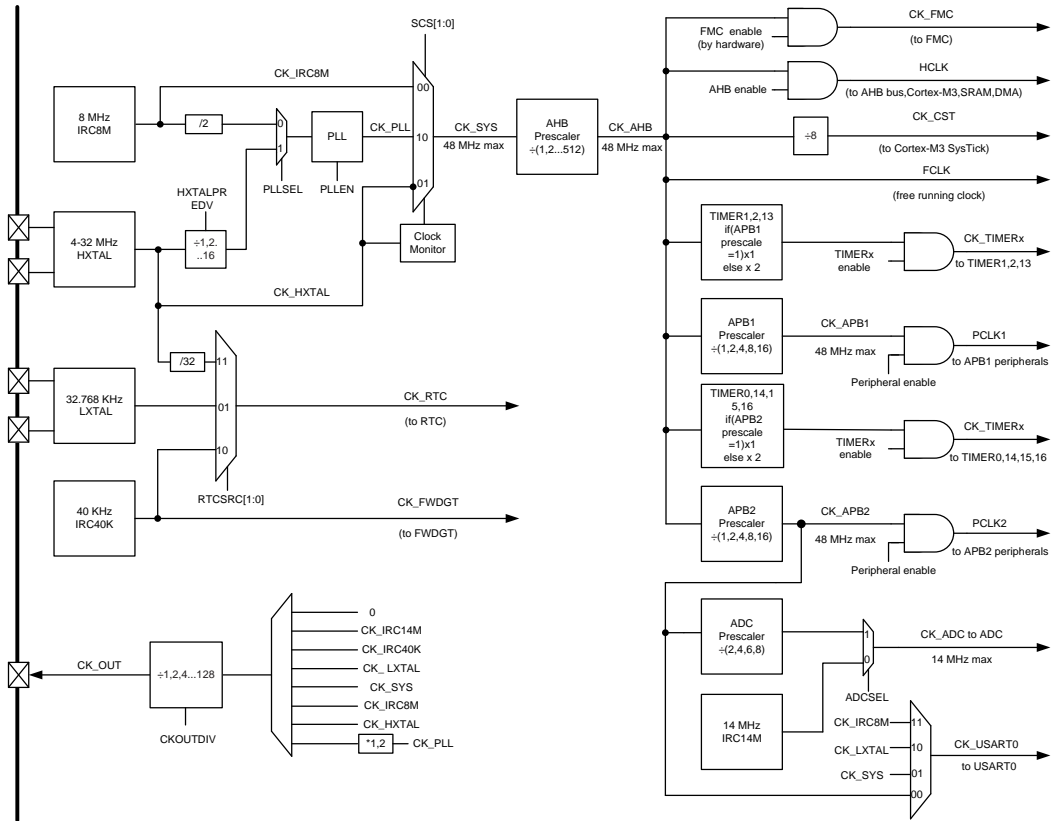 SCS[1:0]
CK_IRC8M
8 MHz
IRC8M
/2
0
1
PLL
CK_PLL
PLLSEL
PLLEN
00
10
01
CK_SYS
48 MHz max
AHB
Prescaler
÷(1,2...512)
CK_AHB
48 MHz max
HXTALPR
EDV
÷1,2.
..16
4-32 MHz
HXTAL
Clock
Monitor
CK_HXTAL
/32
11
01
10
32.768 KHz
LXTAL
CK_RTC
(to RTC)
40 KHz
IRC40K
RTCSRC[1:0]
CK_FWDGT
(to FWDGT)
CK_OUT
÷1,2,4...128
CKOUTDIV
0
CK_IRC14M
CK_IRC40K
CK_LXTAL
CK_SYS
CK_IRC8M
CK_HXTAL
*1,2
CK_PLL
FMC enable
(by hardware)
CK_FMC
(to FMC)
AHB enable
HCLK
(to AHB bus,Cortex-M3,SRAM,DMA)
÷8
CK_CST
(to Cortex-M3 SysTick)
FCLK
(free running clock)
TIMER1,2,13
if(APB1
prescale
=1)x1
else x 2
TIMERx
enable
CK_TIMERx
to TIMER1,2,13
APB1
Prescaler
÷(1,2,4,8,16)
CK_APB1
48 MHz max
Peripheral enable
PCLK1
to APB1 peripherals
TIMER0,14,1
5,16
if(APB2
prescale
=1)x1
else x 2
TIMERx
enable
CK_TIMERx
to TIMER0,14,15,16
APB2
Prescaler
÷(1,2,4,8,16)
CK_APB2
48 MHz max
Peripheral enable
PCLK2
to APB2 peripherals
ADC
Prescaler
÷(2,4,6,8)
1
0
ADCSEL
CK_ADC to ADC
14 MHz max
14 MHz
IRC14M
CK_IRC8M
11
CK_LXTAL
10
CK_SYS
01
00
CK_USART0
to USART0